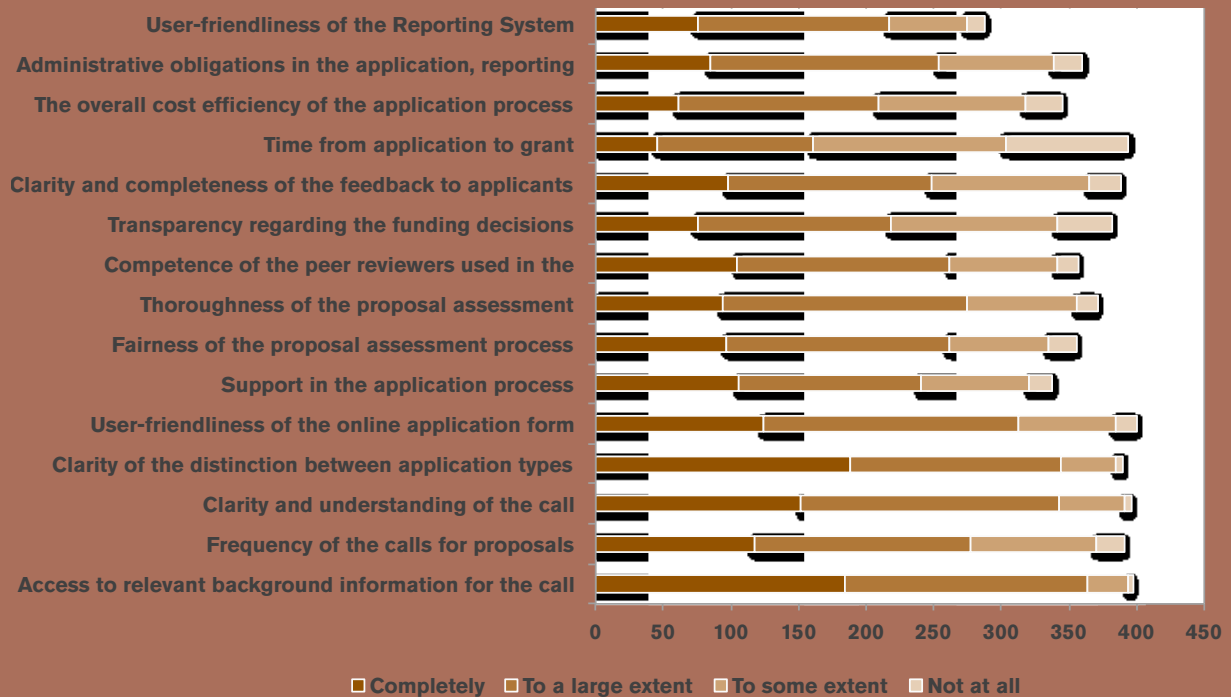 User-friendliness of the Reporting System
Administrative obligations in the application, reporting
The overall cost efficiency of the application process
Time from application to grant
Clarity and completeness of the feedback to applicants
Transparency regarding the funding decisions
Competence of the peer reviewers used in the
Thoroughness of the proposal assessment
Fairness of the proposal assessment process
Support in the application process
User-friendliness of the online application form
Clarity of the distinction between application types
Clarity and understanding of the call
Frequency of the calls for proposals
Access to relevant background information for the call
0 50 100 150 200 250 300 350 400 450
Completely To a large extent To some extent Not at all